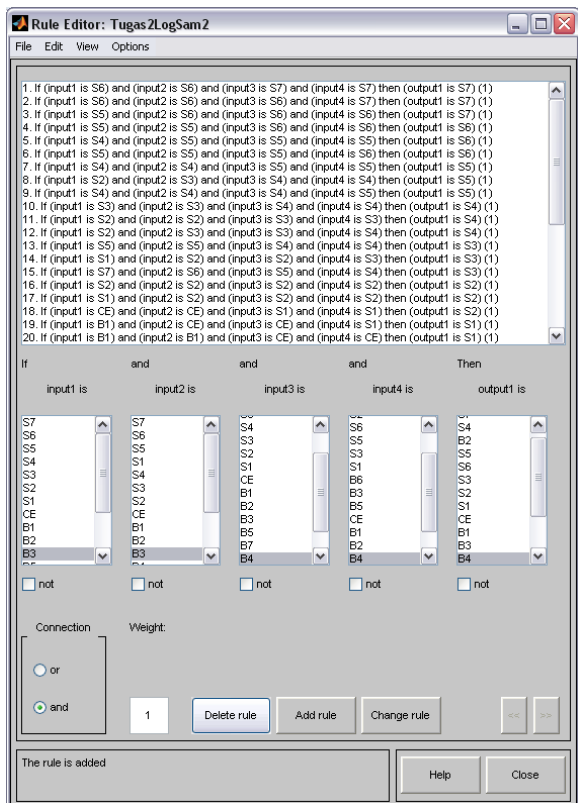 Rule Editor: Tugas2LogSam2
File Edit View Options
1. If (input1 is S6) and (input2 is S6) and (input3 is S7) and (input4 is S7) then (output1 is S7) (1)
2. If (input1 is S6) and (input2 is S6) and (input3 is S6) and (input4 is S7) then (output1 is S7) (1)
3. If (input1 is S5) and (input2 is S5) and (input3 is S6) and (input4 is S6) then (output1 is S7) (1)
4. If (input1 is S5) and (input2 is S5) and (input3 is S6) and (input4 is S6) then (output1 is S6) (1)
5. If (input1 is S4) and (input2 is S5) and (input3 is S5) and (input4 is S6) then (output1 is S6) (1)
6. If (input1 is S5) and (input2 is S5) and (input3 is S5) and (input4 is S5) then (output1 is S6) (1)
7. If (input1 is S4) and (input2 is S4) and (input3 is S5) and (input4 is S5) then (output1 is S6) (1)
8. If (input1 is S2) and (input2 is S3) and (input3 is S4) and (input4 is S4) then (output1 is S5) (1)
9. If (input1 is S4) and (input2 is S4) and (input3 is S4) and (input4 is S5) then (output1 is S5) (1)
10. If (input1 is S3) and (input2 is S3) and (input3 is S4) and (input4 is S4) then (output1 is S4) (1)
11. If (input1 is S2) and (input2 is S2) and (input3 is S3) and (input4 is S3) then (output1 is S4) (1)
12. If (input1 is S2) and (input2 is S2) and (input3 is S3) and (input4 is S3) then (output1 is S4) (1)
13. If (input1 is S5) and (input2 is S5) and (input3 is S4) and (input4 is S4) then (output1 is S3) (1)
14. If (input1 is S1) and (input2 is S2) and (input3 is S2) and (input4 is S3) then (output1 is S3) (1)
15. If (input1 is S7) and (input2 is S6) and (input3 is S5) and (input4 is S4) then (output1 is S3) (1)
16. If (input1 is S2) and (input2 is S2) and (input3 is S2) and (input4 is S2) then (output1 is S2) (1)
17. If (input1 is S1) and (input2 is S1) and (input3 is S2) and (input4 is S2) then (output1 is S2) (1)
18. If (input1 is CE) and (input2 is CE) and (input3 is S1) and (input4 is S1) then (output1 is S2) (1)
19. If (input1 is B1) and (input2 is CE) and (input3 is CE) and (input4 is S1) then (output1 is S1) (1)
20. If (input1 is B1) and (input2 is B1) and (input3 is CE) and (input4 is CE) then (output1 is S1) (1)
If and and and Then
input1 is input2 is input3 is input4 is output1 is
S7
S6
S5
S4
S3
S2
S1
CE
B1
B2
B3
S7
S6
S5
S1
S4
S3
S2
CE
B1
B2
B3
S4
S3
S2
S1
CE
B1
B2
B3
B5
B7
B4
S6
S5
S3
S1
B6
B3
B5
CE
B1
B2
B4
S4
B2
S5
S6
S3
S2
S1
CE
B1
B3
B4
not not not not not
Connection Weight:
or
and 1 Delete rule Add rule Change rule << >>
The rule is added Help Close